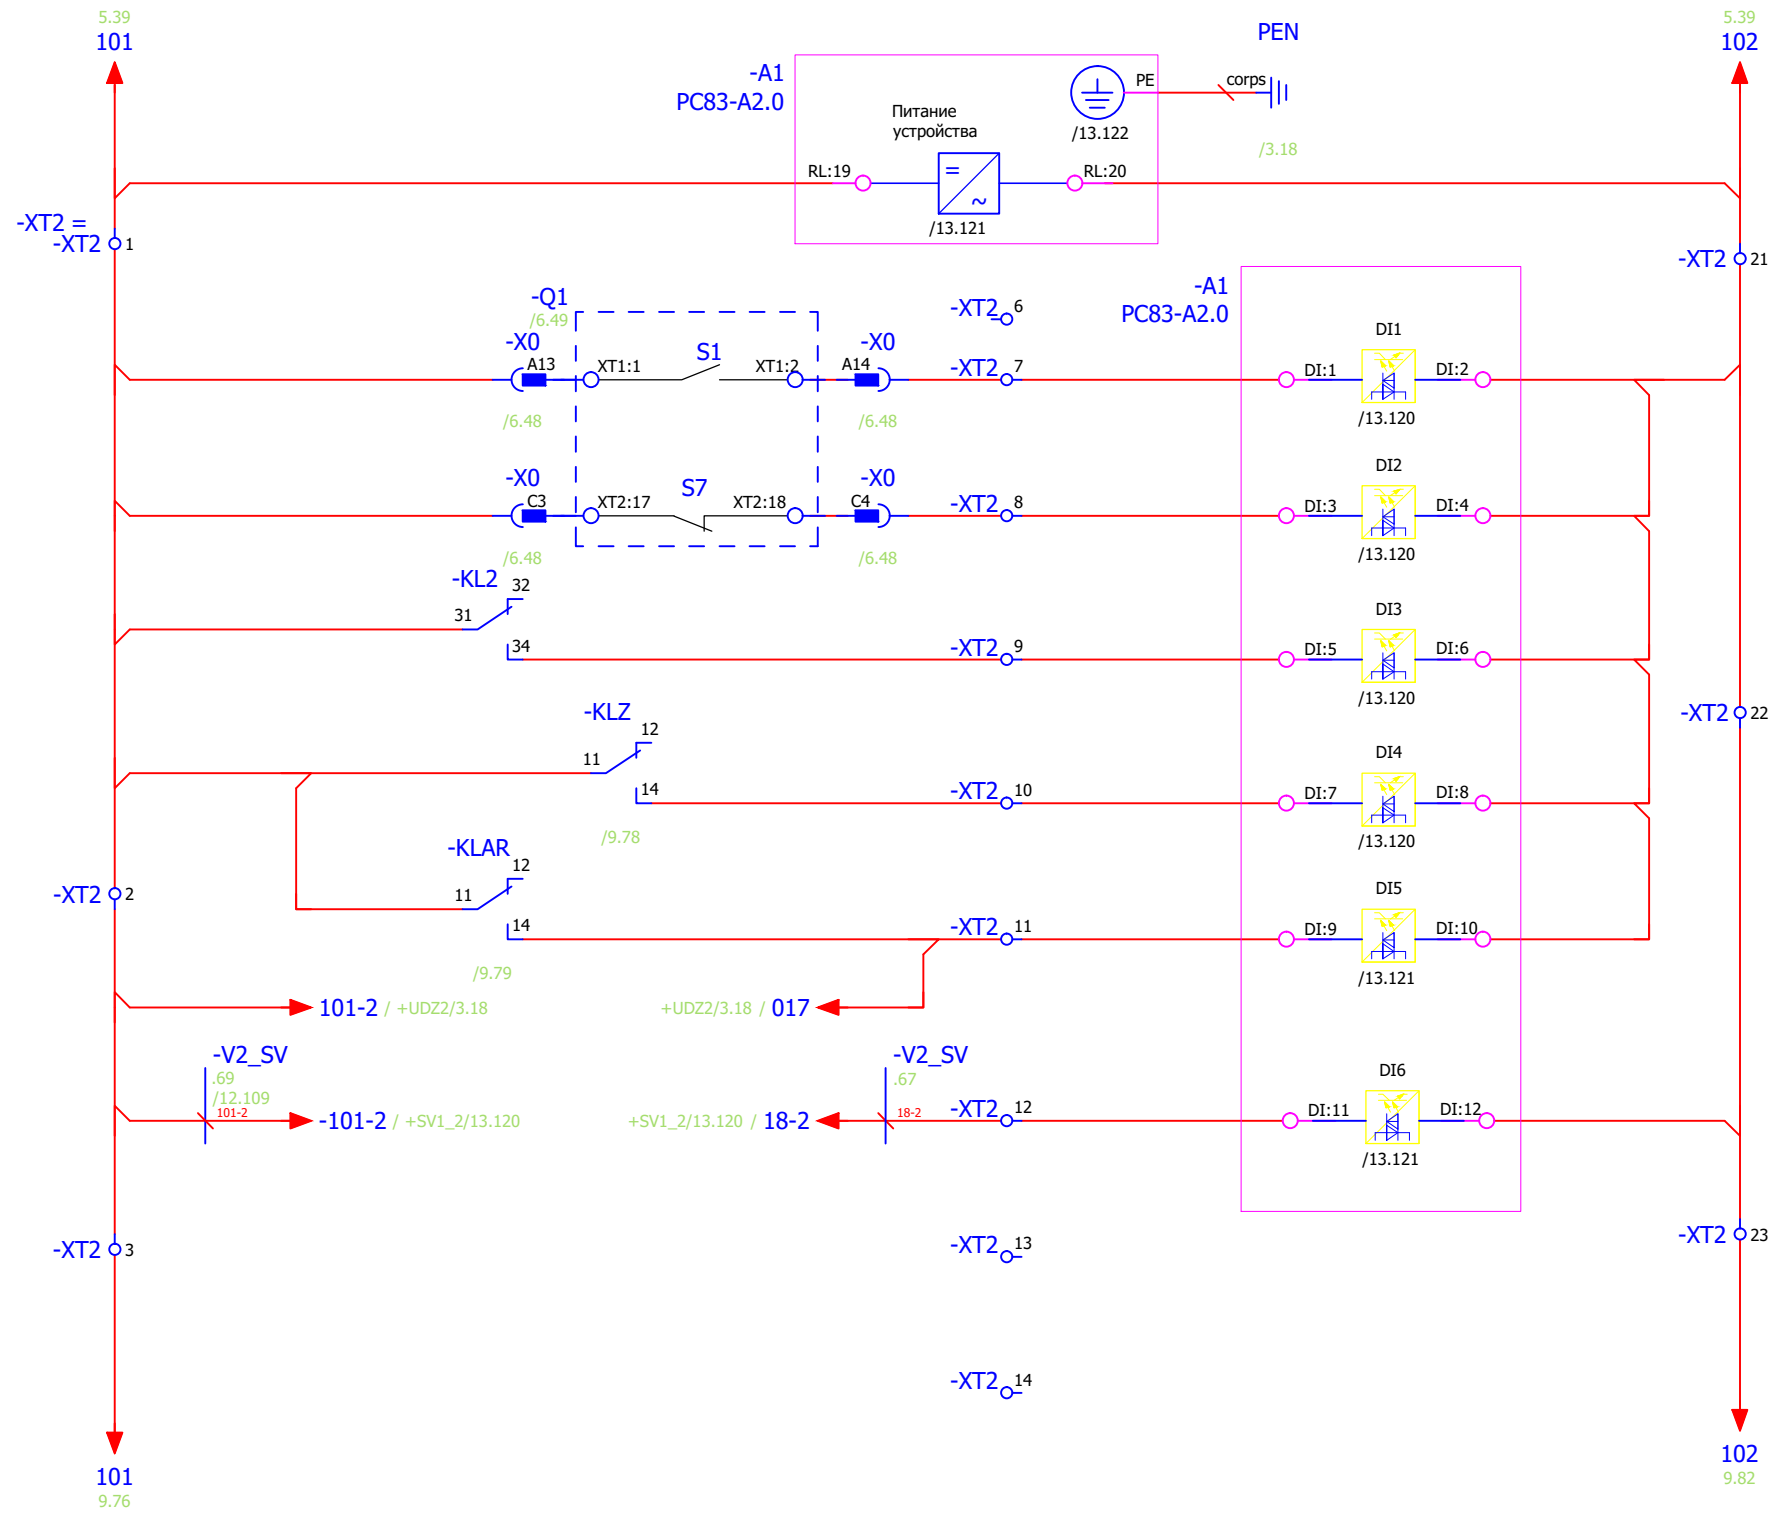 5.39
101
5.39
102
PEN
-A1
PC83-A2.0
PE
corps
Питание
устройства
/13.122
/3.18
RL:19
=
~
RL:20
/13.121
-XT2 =
-XT2 1
-XT2 21
-Q1
/6.49
-XT2 6
-A1
PC83-A2.0
-X0
A13
XT1:1
S1
XT1:2
-X0
A14
-XT2 7
DI1
DI:1
DI:2
/13.120
/6.48
/6.48
-X0
C3
XT2:17
S7
XT2:18
-X0
C4
-XT2 8
DI2
DI:3
DI:4
/13.120
/6.48
/6.48
-KL2
32
31
34
-XT2 9
DI3
DI:5
DI:6
/13.120
-KLZ
12
11
14
-XT2 10
DI4
DI:7
DI:8
/13.120
-XT2 22
/9.78
-KLAR
12
11
14
-XT2 2
-XT2 11
DI5
DI:9
DI:10
/13.121
/9.79
101-2 / +UDZ2/3.18
+UDZ2/3.18 / 017
-V2_SV
.69
/12.109
101-2
-101-2 / +SV1_2/13.120
-V2_SV
.67
+SV1_2/13.120 / 18-2
18-2
-XT2 12
DI6
DI:11
DI:12
/13.121
-XT2 3
-XT2 13
-XT2 23
-XT2 14
101
9.76
102
9.82